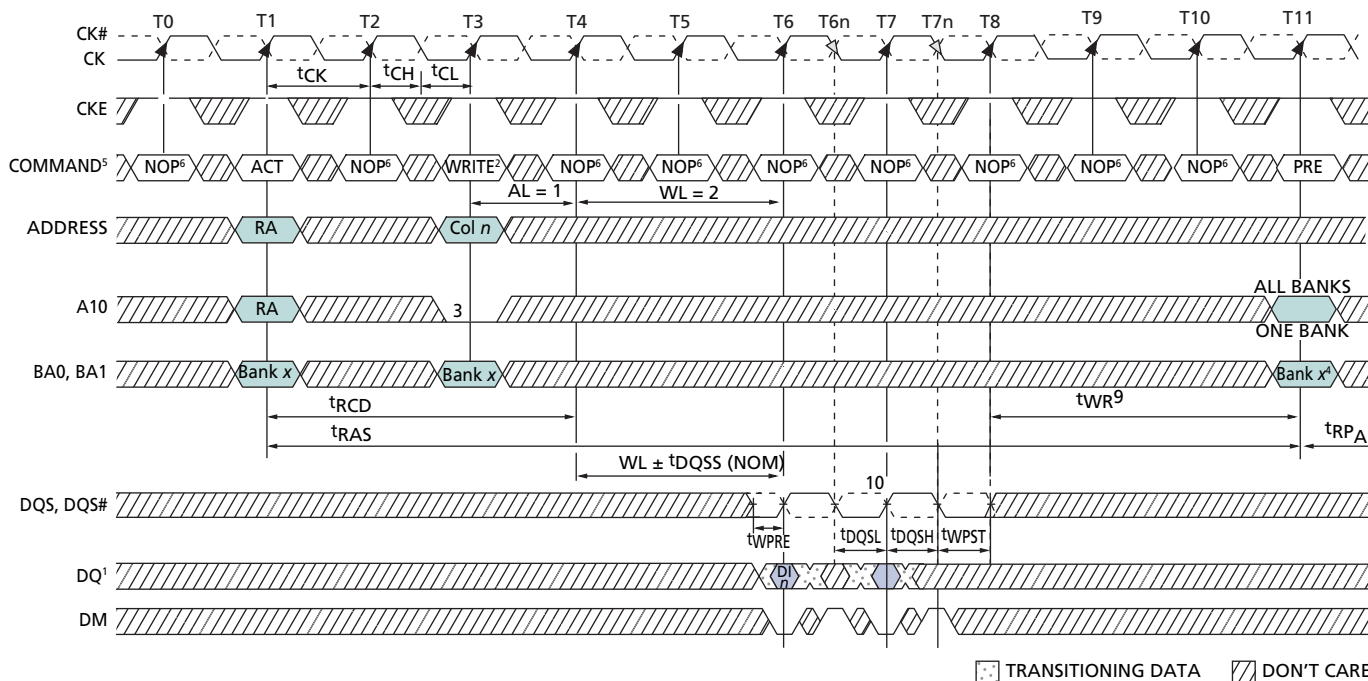 T0 T1 T2 T3 T4 T5 T6 T6n T7 T7n T8 T9 T10 T11
CK#
CK
tCK tCH tCL
CKE
COMMAND5 NOP6 ACT NOP6 WRITE2 NOP6 NOP6 NOP6 NOP6 NOP6 NOP6 NOP6 PRE
AL = 1 WL = 2
ADDRESS RA Col n
ALL BANKS
A10 RA 3
ONE BANK
BA0, BA1 Bank x Bank x Bank x4
tRCD tWR9
tRAS tRPA
WL ± tDQSS (NOM)
10
DQS, DQS#
tWPRE tDQSL tDQSH tWPST
DQ1 DI
n
DM
TRANSITIONING DATA DON'T CARE